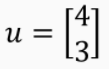 u = [4
3]